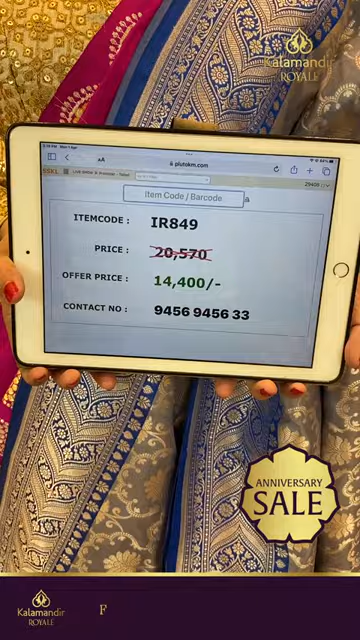 Kalamandir
ROYALE
plutokm.com
Item Code / Barcode
ITEMCODE : IR849
PRICE : 20,570
OFFER PRICE : 14,400/-
CONTACT NO : 9456 9456 33
ANNIVERSARY
SALE
Kalamandir
ROYALE
F